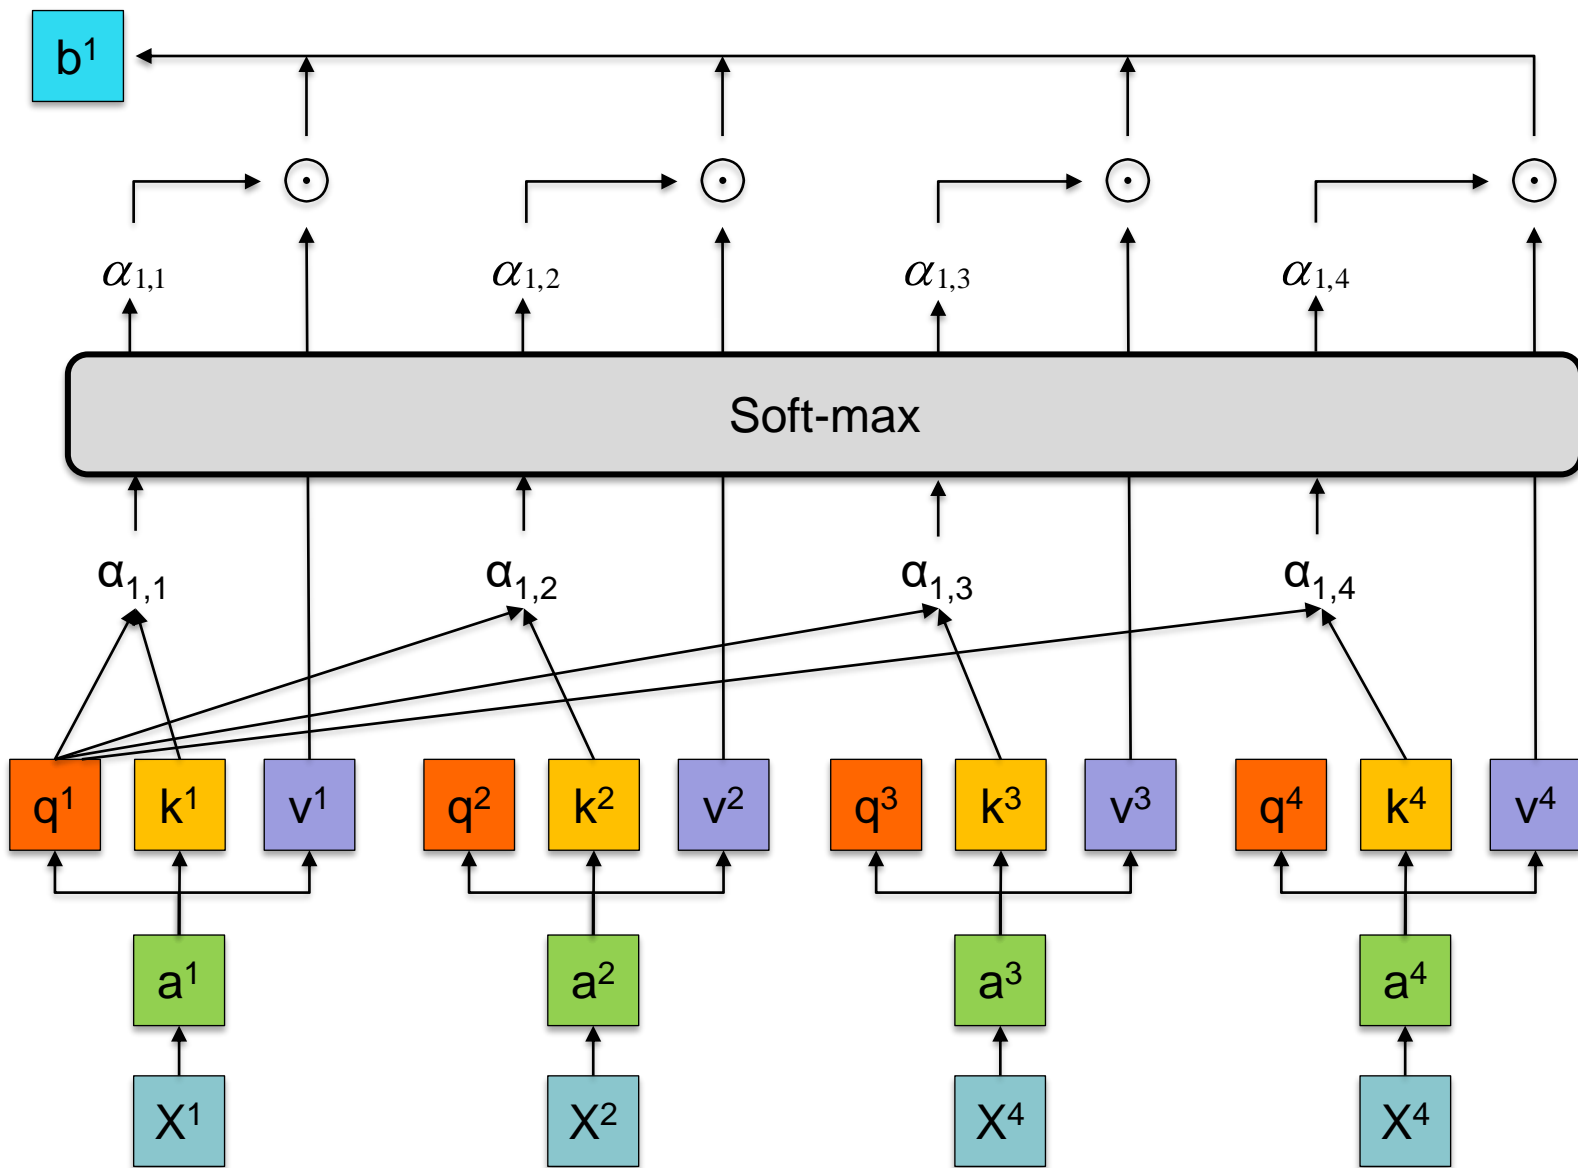 b¹
α1,1 α1,2 α1,3 α1,4
Soft-max
α1,1 α1,2 α1,3 α1,4
q¹ k¹ v¹ q² k² v² q³ k³ v³ q⁴ k⁴ v⁴
a¹ a² a³ a⁴
X¹ X² X⁴ X⁴